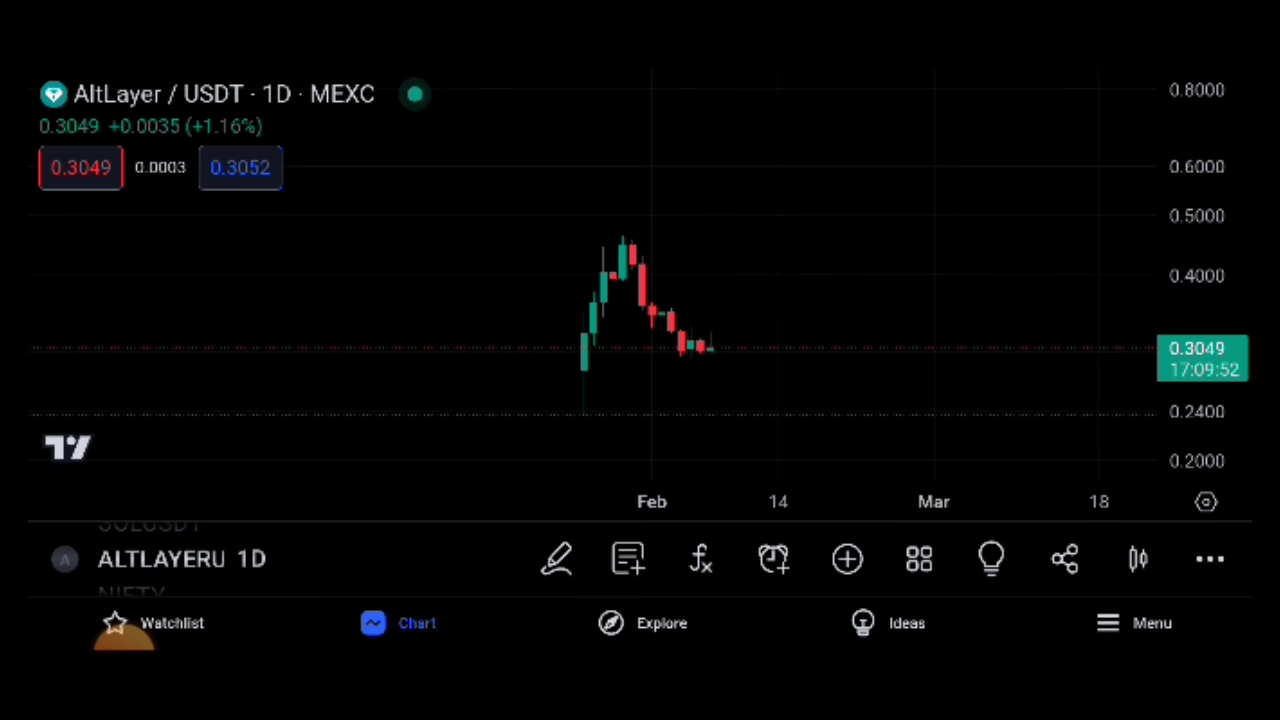 AltLayer / USDT · 1D · MEXC
0.3049 +0.0035 (+1.16%)
0.3049 0.0003 0.3052
0.8000
0.6000
0.5000
0.4000
0.3049
17:09:52
0.2400
0.2000
Feb 14 Mar 18
SOLUSDT
ALTLAYERU 1D
NIFTY
Watchlist Chart Explore Ideas Menu